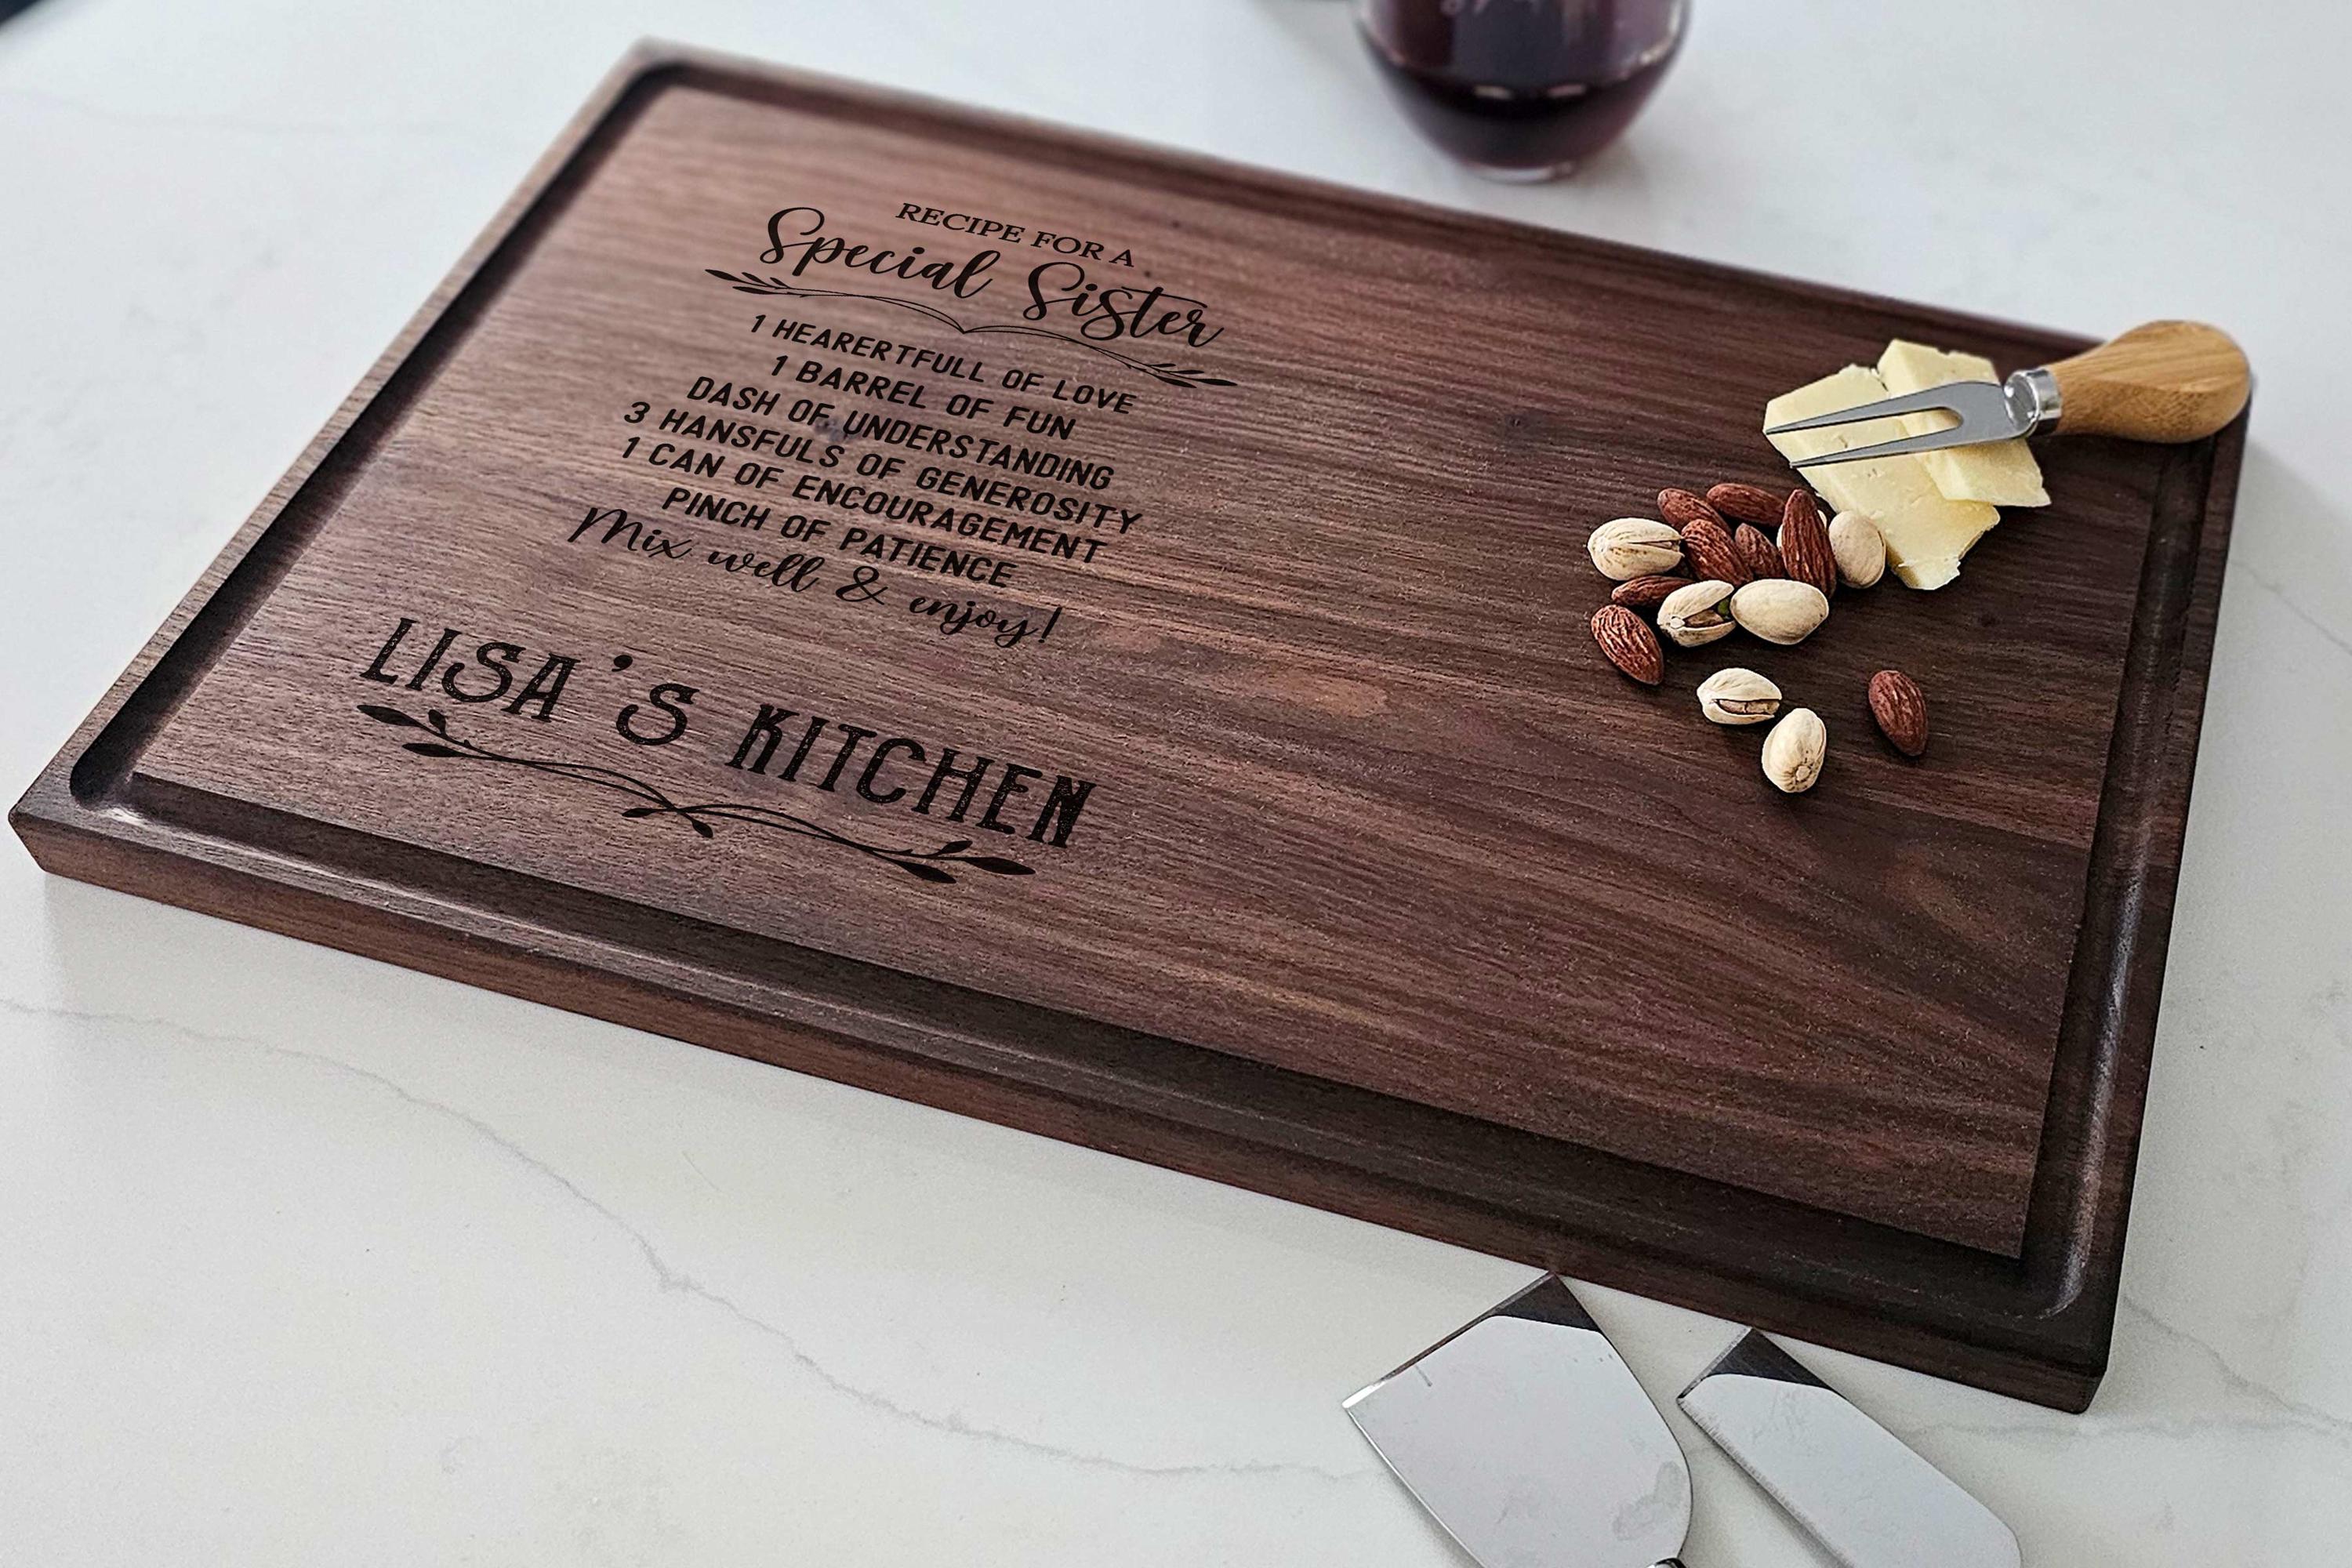 RECIPE FOR A
Special Sister
1 HEARERTFULL OF LOVE
1 BARREL OF FUN
DASH OF UNDERSTANDING
3 HANSFULS OF GENEROSITY
1 CAN OF ENCOURAGEMENT
PINCH OF PATIENCE
Mix well & enjoy!
LISA'S KITCHEN